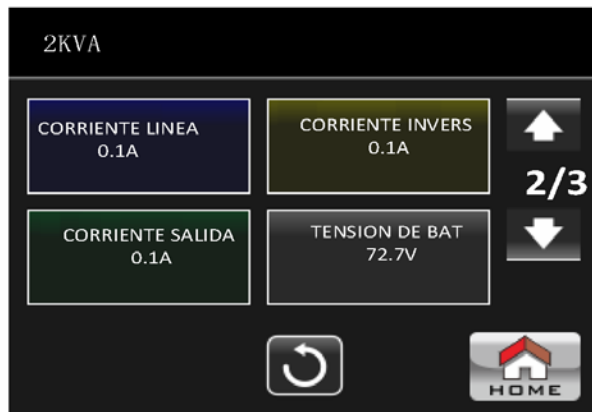 2KVA
CORRIENTE LINEA
0.1A
CORRIENTE INVERS
0.1A
2/3
CORRIENTE SALIDA
0.1A
TENSION DE BAT
72.7V
HOME